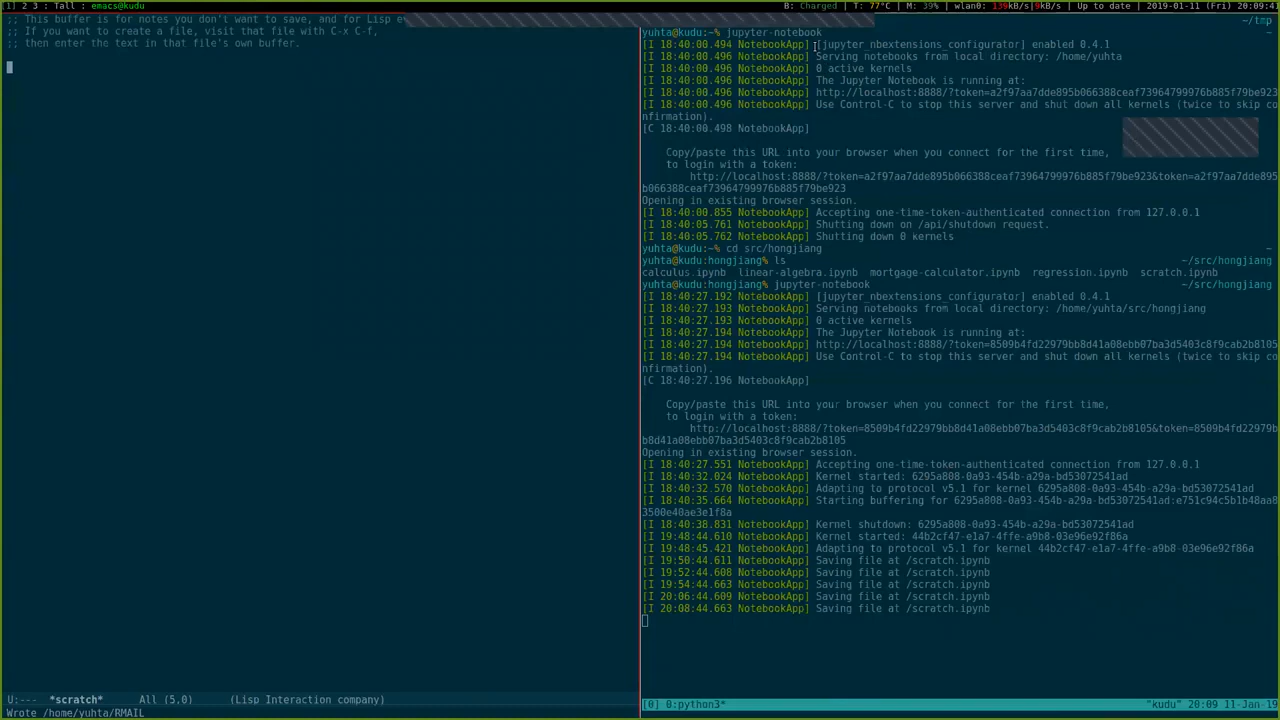 [1] 2 3 : Tall : emacs@kudu
B: Charged | T: 77°C | M: 39% | wlan0: 139kB/s|9kB/s | Up to date | 2019-01-11 (Fri) 20:09:41
;; This buffer is for notes you don't want to save, and for Lisp e
;; If you want to create a file, visit that file with C-x C-f,
;; then enter the text in that file's own buffer.
U:--- *scratch* All (5,0) (Lisp Interaction company)
Wrote /home/yuhta/RMAIL
~/tmp
yuhta@kudu:~% jupyter-notebook ~
[I 18:40:00.494 NotebookApp] [jupyter_nbextensions_configurator] enabled 0.4.1
[I 18:40:00.496 NotebookApp] Serving notebooks from local directory: /home/yuhta
[I 18:40:00.496 NotebookApp] 0 active kernels
[I 18:40:00.496 NotebookApp] The Jupyter Notebook is running at:
[I 18:40:00.496 NotebookApp] http://localhost:8888/?token=a2f97aa7dde895b066388ceaf73964799976b885f79be923
[I 18:40:00.496 NotebookApp] Use Control-C to stop this server and shut down all kernels (twice to skip co
nfirmation).
[C 18:40:00.498 NotebookApp]
Copy/paste this URL into your browser when you connect for the first time,
to login with a token:
http://localhost:8888/?token=a2f97aa7dde895b066388ceaf73964799976b885f79be923&token=a2f97aa7dde895
b066388ceaf73964799976b885f79be923
Opening in existing browser session.
[I 18:40:00.855 NotebookApp] Accepting one-time-token-authenticated connection from 127.0.0.1
[I 18:40:05.761 NotebookApp] Shutting down on /api/shutdown request.
[I 18:40:05.762 NotebookApp] Shutting down 0 kernels
yuhta@kudu:~% cd src/hongjiang ~
yuhta@kudu:hongjiang% ls ~/src/hongjiang
calculus.ipynb linear-algebra.ipynb mortgage-calculator.ipynb regression.ipynb scratch.ipynb
yuhta@kudu:hongjiang% jupyter-notebook ~/src/hongjiang
[I 18:40:27.192 NotebookApp] [jupyter_nbextensions_configurator] enabled 0.4.1
[I 18:40:27.193 NotebookApp] Serving notebooks from local directory: /home/yuhta/src/hongjiang
[I 18:40:27.193 NotebookApp] 0 active kernels
[I 18:40:27.194 NotebookApp] The Jupyter Notebook is running at:
[I 18:40:27.194 NotebookApp] http://localhost:8888/?token=8509b4fd22979bb8d41a08ebb07ba3d5403c8f9cab2b8105
[I 18:40:27.194 NotebookApp] Use Control-C to stop this server and shut down all kernels (twice to skip co
nfirmation).
[C 18:40:27.196 NotebookApp]
Copy/paste this URL into your browser when you connect for the first time,
to login with a token:
http://localhost:8888/?token=8509b4fd22979bb8d41a08ebb07ba3d5403c8f9cab2b8105&token=8509b4fd22979b
b8d41a08ebb07ba3d5403c8f9cab2b8105
Opening in existing browser session.
[I 18:40:27.551 NotebookApp] Accepting one-time-token-authenticated connection from 127.0.0.1
[I 18:40:32.024 NotebookApp] Kernel started: 6295a808-0a93-454b-a29a-bd53072541ad
[I 18:40:32.570 NotebookApp] Adapting to protocol v5.1 for kernel 6295a808-0a93-454b-a29a-bd53072541ad
[I 18:40:35.664 NotebookApp] Starting buffering for 6295a808-0a93-454b-a29a-bd53072541ad:e751c94c5b1b48aa8
3500e40ae3e1f8a
[I 18:40:38.831 NotebookApp] Kernel shutdown: 6295a808-0a93-454b-a29a-bd53072541ad
[I 19:48:44.610 NotebookApp] Kernel started: 44b2cf47-e1a7-4ffe-a9b8-03e96e92f86a
[I 19:48:45.421 NotebookApp] Adapting to protocol v5.1 for kernel 44b2cf47-e1a7-4ffe-a9b8-03e96e92f86a
[I 19:50:44.611 NotebookApp] Saving file at /scratch.ipynb
[I 19:52:44.608 NotebookApp] Saving file at /scratch.ipynb
[I 19:54:44.663 NotebookApp] Saving file at /scratch.ipynb
[I 20:06:44.609 NotebookApp] Saving file at /scratch.ipynb
[I 20:08:44.663 NotebookApp] Saving file at /scratch.ipynb
[0] 0:python3* "kudu" 20:09 11-Jan-19